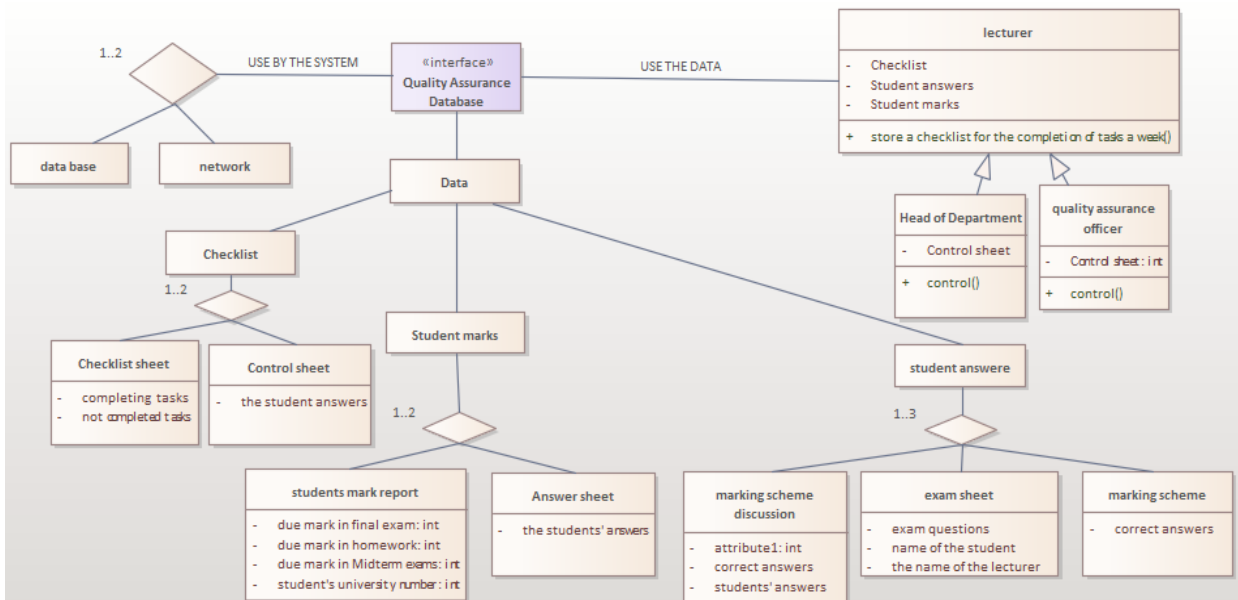 1..2
USE BY THE SYSTEM
«interface»
Quality Assurance
Database
USE THE DATA
lecturer
- Checklist
- Student answers
- Student marks
+ store a checklist for the completion of tasks a week()
data base
network
Data
Head of Department
- Control sheet
+ control()
quality assurance
officer
- Control sheet: int
+ control()
Checklist
1..2
Checklist sheet
- completing tasks
- not completed tasks
Control sheet
- the student answers
Student marks
1..2
students mark report
- due mark in final exam: int
- due mark in homework: int
- due mark in Midterm exams: int
- student's university number: int
Answer sheet
- the students' answers
student answere
1..3
marking scheme
discussion
- attribute1: int
- correct answers
- students' answers
exam sheet
- exam questions
- name of the student
- the name of the lecturer
marking scheme
- correct answers